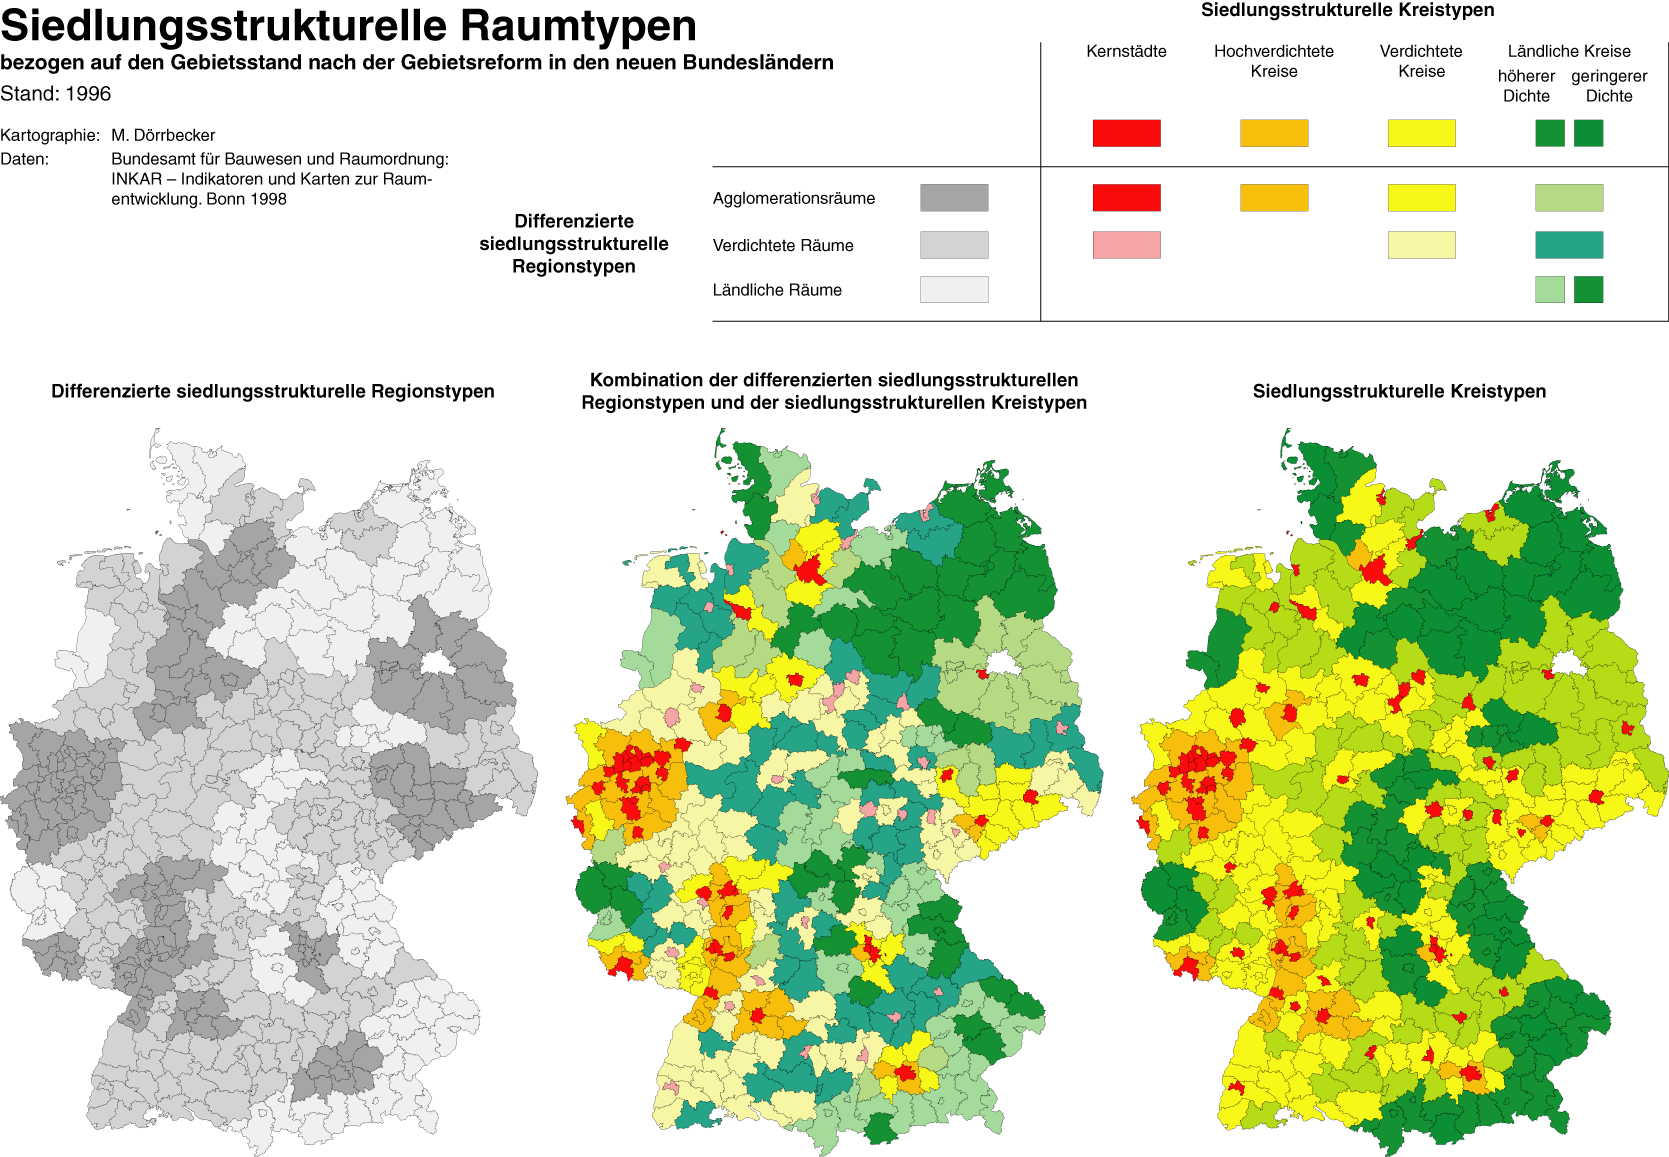 Siedlungsstrukturelle Raumtypen
bezogen auf den Gebietsstand nach der Gebietsreform in den neuen Bundesländern
Stand: 1996
Kartographie: M. Dörrbecker
Daten: Bundesamt für Bauwesen und Raumordnung:
INKAR – Indikatoren und Karten zur Raum-
entwicklung. Bonn 1998
Siedlungsstrukturelle Kreistypen
Kernstädte
Hochverdichtete
Kreise
Verdichtete
Kreise
Ländliche Kreise
höherer
Dichte
geringerer
Dichte
Differenzierte
siedlungsstrukturelle
Regionstypen
Agglomerationsräume
Verdichtete Räume
Ländliche Räume
Differenzierte siedlungsstrukturelle Regionstypen
Kombination der differenzierten siedlungsstrukturellen
Regionstypen und der siedlungsstrukturellen Kreistypen
Siedlungsstrukturelle Kreistypen